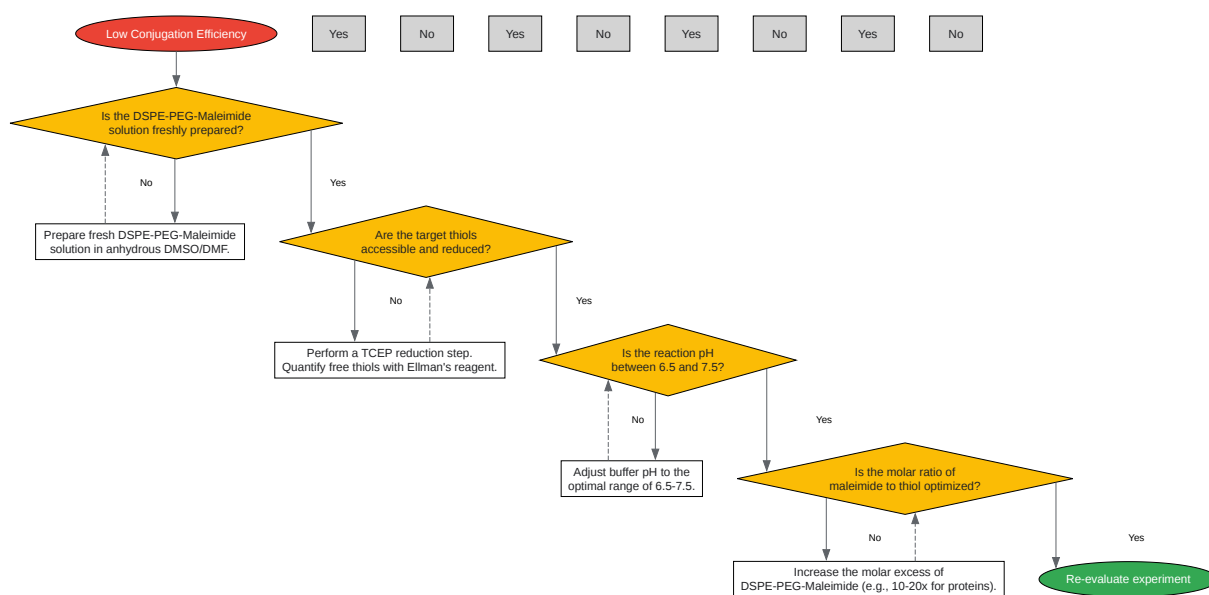 Low Conjugation Efficiency
Yes
No
Yes
No
Yes
No
Yes
No
Is the DSPE-PEG-Maleimide
solution freshly prepared?
No
Yes
Prepare fresh DSPE-PEG-Maleimide
solution in anhydrous DMSO/DMF.
Are the target thiols
accessible and reduced?
No
Yes
Perform a TCEP reduction step.
Quantify free thiols with Ellman's reagent.
Is the reaction pH
between 6.5 and 7.5?
No
Yes
Adjust buffer pH to the
optimal range of 6.5-7.5.
Is the molar ratio of
maleimide to thiol optimized?
No
Yes
Increase the molar excess of
DSPE-PEG-Maleimide (e.g., 10-20x for proteins).
Re-evaluate experiment